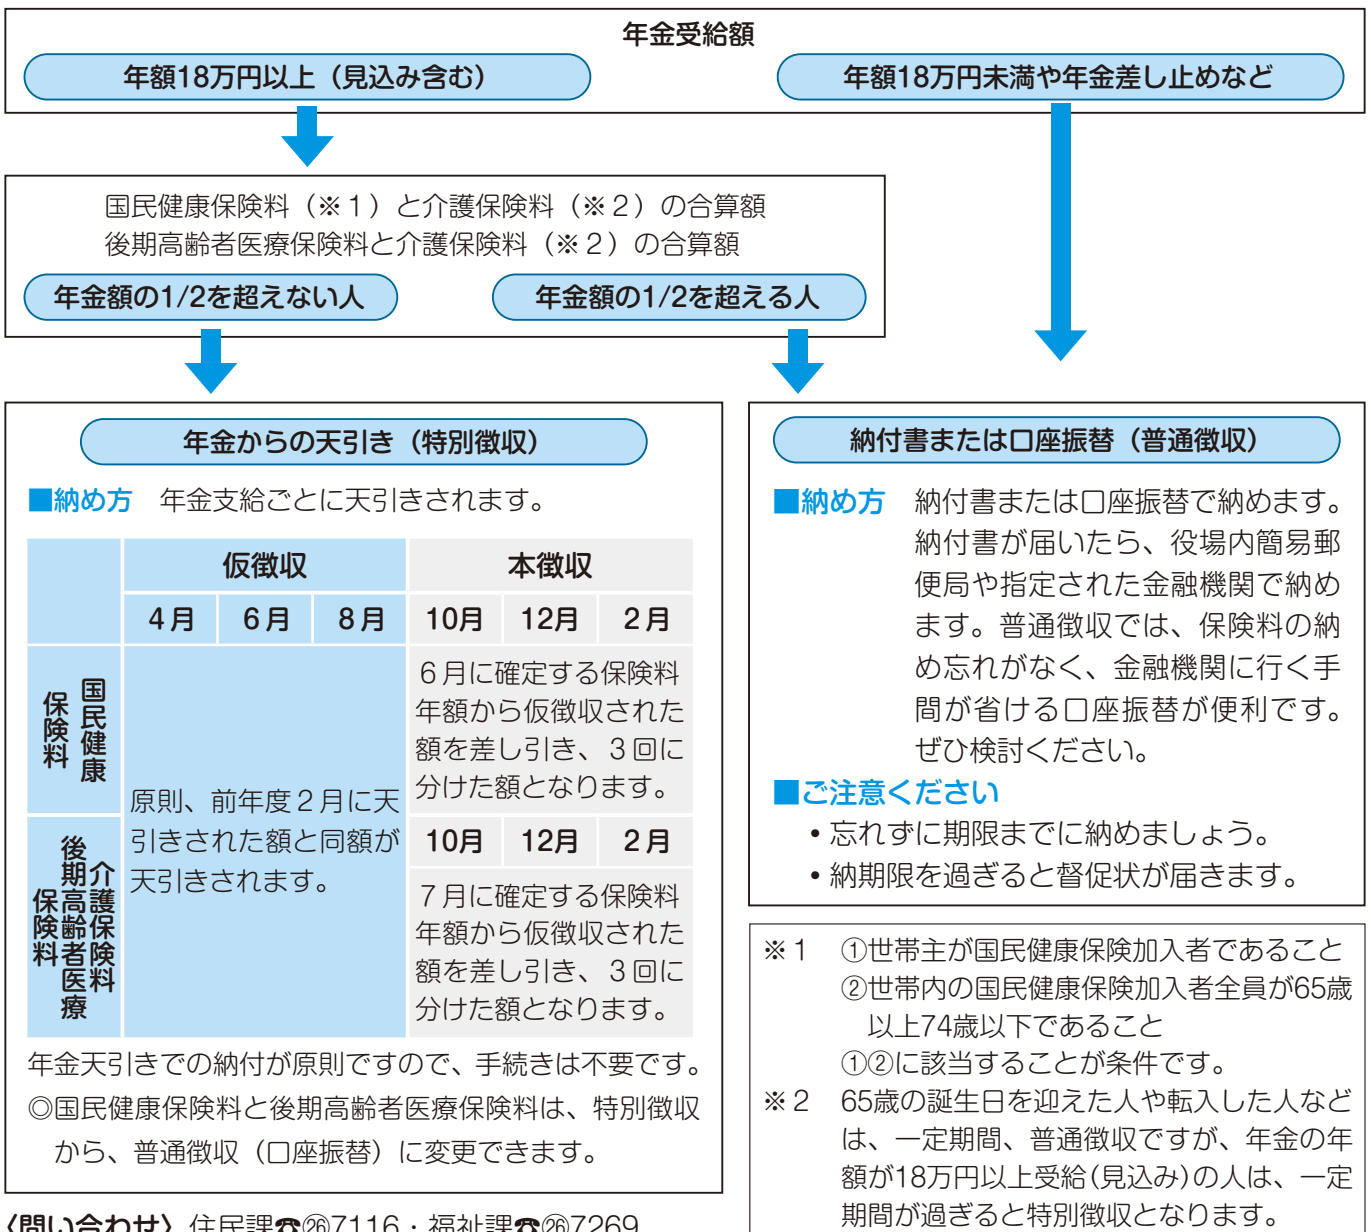 年金受給額
年額18万円以上（見込み含む）
年額18万円未満や年金差し止めなど
国民健康保険料（※１）と介護保険料（※２）の合算額
後期高齢者医療保険料と介護保険料（※２）の合算額
年金額の1/2を超えない人
年金額の1/2を超える人
年金からの天引き（特別徴収）
■納め方　年金支給ごとに天引きされます。
仮徴収
本徴収
4月　6月　8月　10月　12月　2月
国民健康
保険料
原則、前年度２月に天
引きされた額と同額が
天引きされます。
６月に確定する保険料
年額から仮徴収された
額を差し引き、３回に
分けた額となります。
介護保険料
後期高齢者医療
保険料
10月　12月　2月
７月に確定する保険料
年額から仮徴収された
額を差し引き、３回に
分けた額となります。
年金天引きでの納付が原則ですので、手続きは不要です。
◎国民健康保険料と後期高齢者医療保険料は、特別徴収
から、普通徴収（口座振替）に変更できます。
納付書または口座振替（普通徴収）
■納め方　納付書または口座振替で納めます。
納付書が届いたら、役場内簡易郵
便局や指定された金融機関で納め
ます。普通徴収では、保険料の納
め忘れがなく、金融機関に行く手
間が省ける口座振替が便利です。
ぜひ検討ください。
■ご注意ください
•忘れずに期限までに納めましょう。
•納期限を過ぎると督促状が届きます。
※１　①世帯主が国民健康保険加入者であること
②世帯内の国民健康保険加入者全員が65歳
以上74歳以下であること
①②に該当することが条件です。
※２　65歳の誕生日を迎えた人や転入した人など
は、一定期間、普通徴収ですが、年金の年
額が18万円以上受給（見込み）の人は、一定
期間が過ぎると特別徴収となります。
〈問い合わせ〉住民課☎㉖7116・福祉課☎㉖7269